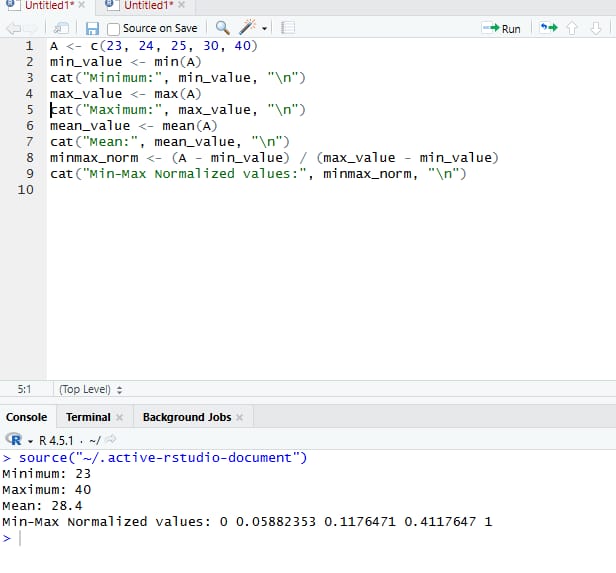 Untitled1* × Untitled1* ×
Source on Save Run
1 A <- c(23, 24, 25, 30, 40)
2 min_value <- min(A)
3 cat("Minimum:", min_value, "\n")
4 max_value <- max(A)
5 cat("Maximum:", max_value, "\n")
6 mean_value <- mean(A)
7 cat("Mean:", mean_value, "\n")
8 minmax_norm <- (A - min_value) / (max_value - min_value)
9 cat("Min-Max Normalized values:", minmax_norm, "\n")
10
5:1 (Top Level)
Console Terminal × Background Jobs ×
R R 4.5.1 · ~/
> source("~/.active-rstudio-document")
Minimum: 23
Maximum: 40
Mean: 28.4
Min-Max Normalized values: 0 0.05882353 0.1176471 0.4117647 1
>